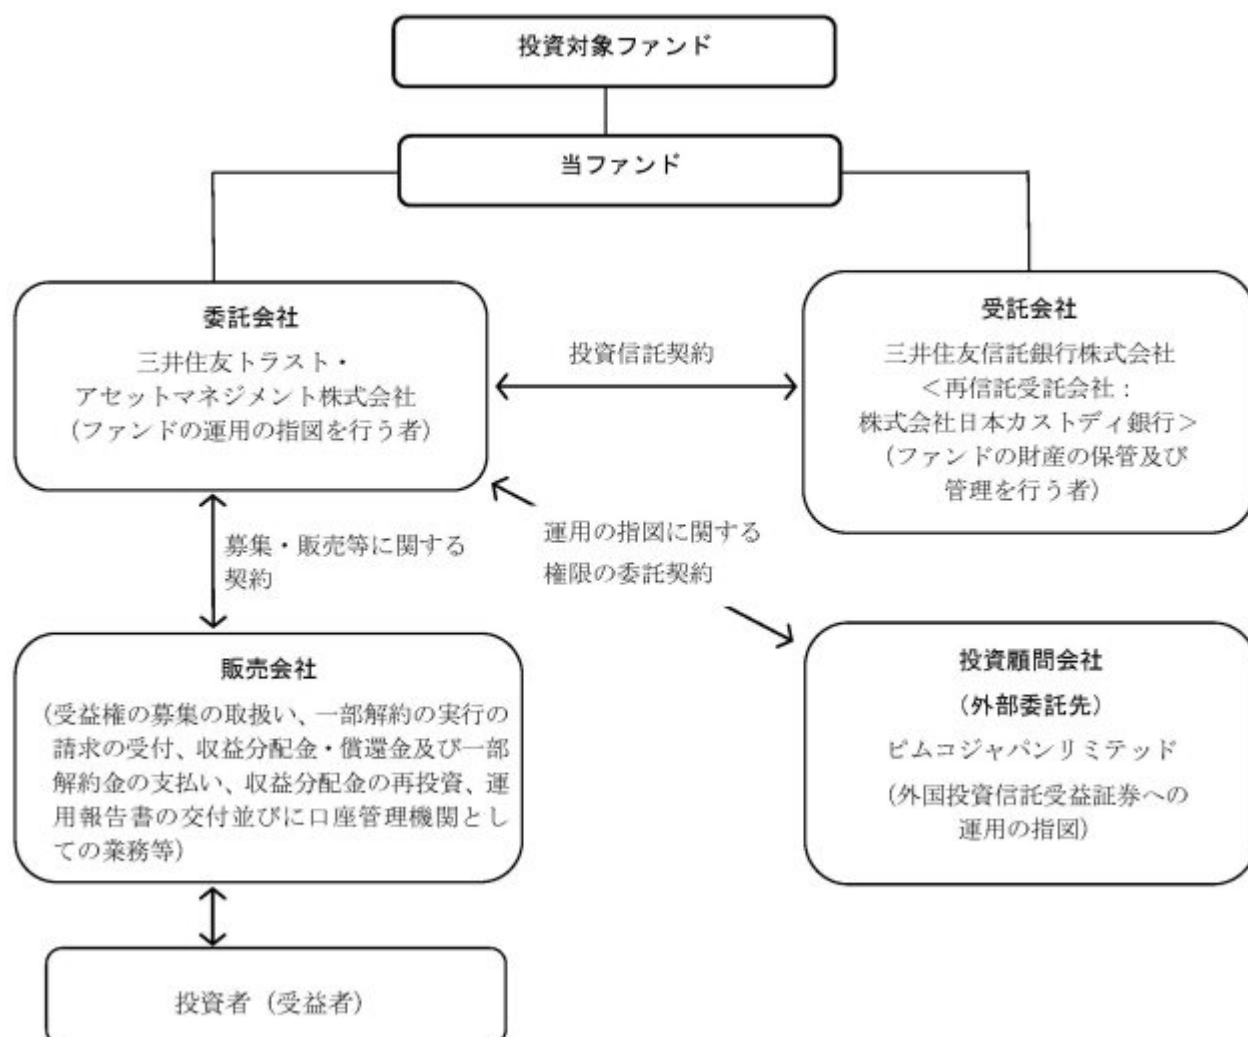 投資対象ファンド
当ファンド
委託会社
三井住友トラスト・
アセットマネジメント株式会社
(ファンドの運用の指図を行う者)
投資信託契約
受託会社
三井住友信託銀行株式会社
<再信託受託会社:
株式会社日本カストディ銀行>
(ファンドの財産の保管及び
管理を行う者)
募集・販売等に関する
契約
運用の指図に関する
権限の委託契約
販売会社
(受益権の募集の取扱い、一部解約の実行の
請求の受付、収益分配金・償還金及び一部
解約金の支払い、収益分配金の再投資、運
用報告書の交付並びに口座管理機関とし
ての業務等)
投資顧問会社
(外部委託先)
ピムコジャパンリミテッド
(外国投資信託受益証券への
運用の指図)
投資者(受益者)